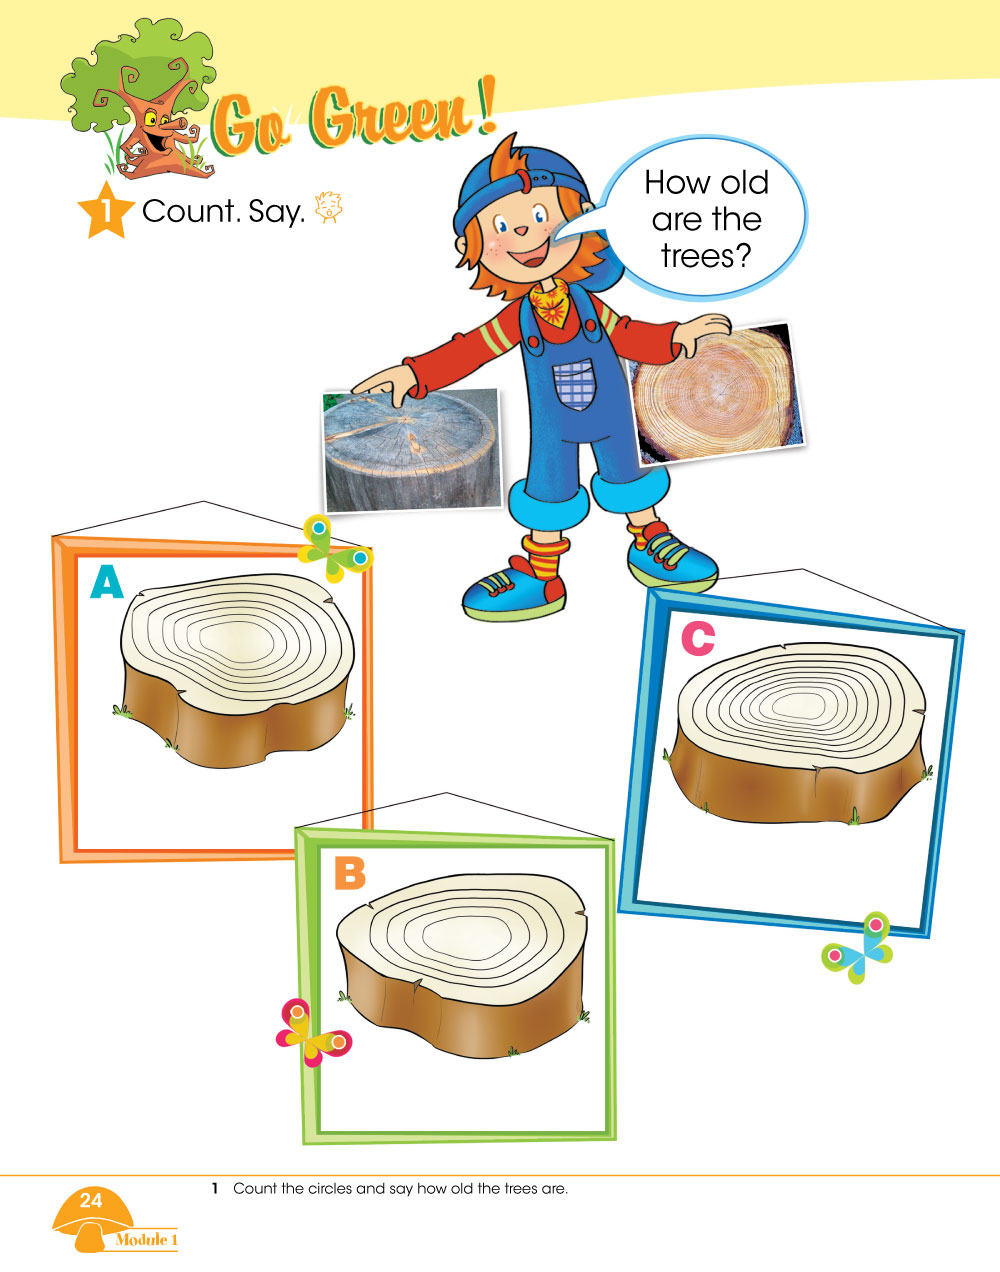 Go Green!
1 Count. Say.
How old
are the
trees?
A
C
B
1 Count the circles and say how old the trees are.
24
Module 1